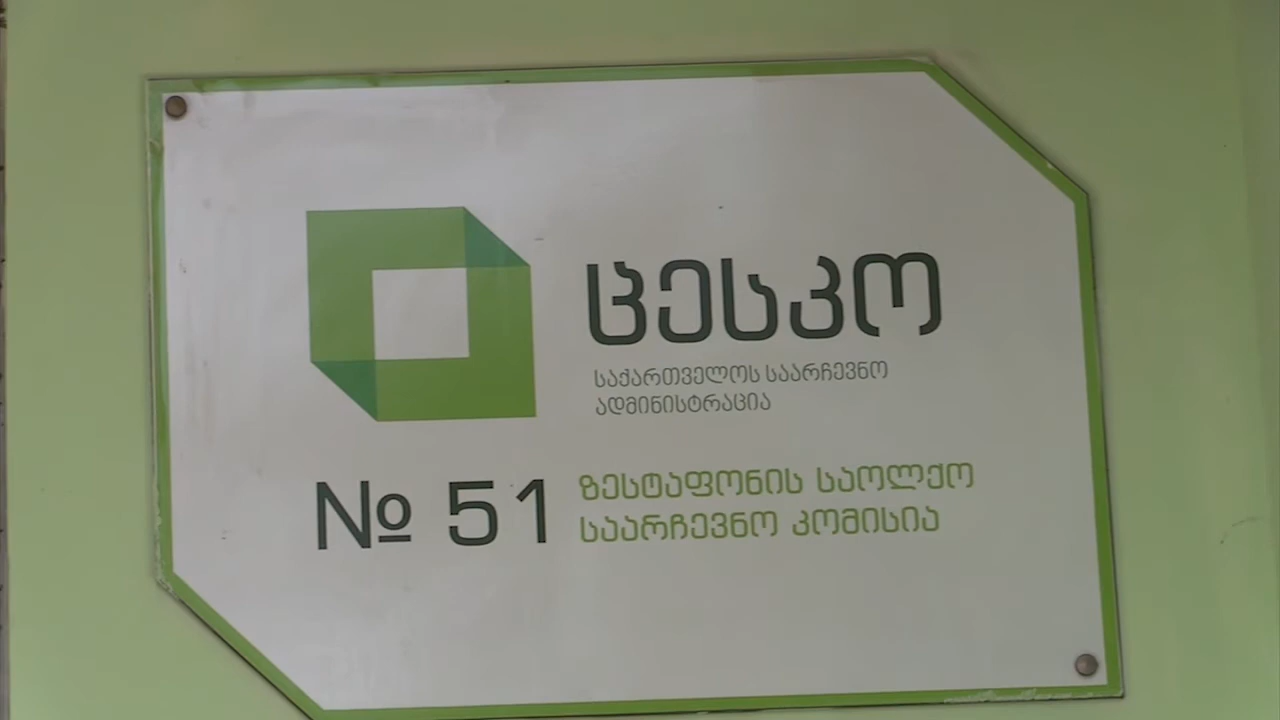 ცესკო
საქართველოს საარჩევნო
ადმინისტრაცია
№ 51 ზესტაფონის საოლქო
საარჩევნო კომისია